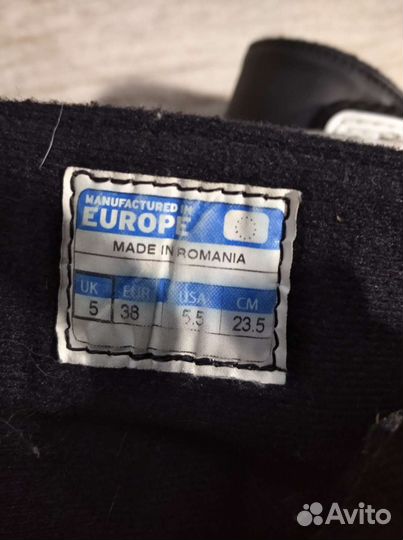 MANUFACTURED IN
EUROPE
MADE IN ROMANIA
UK EUR USA CM
5 38 5.5 23.5
Avito